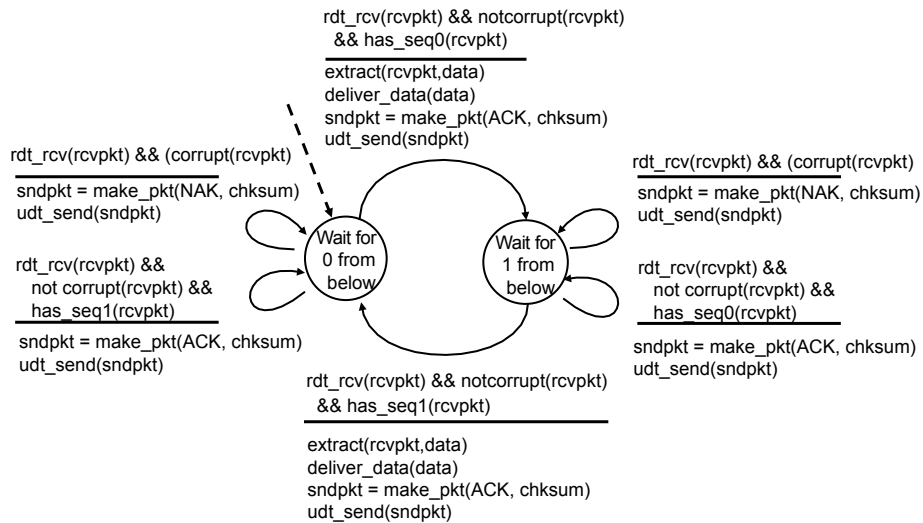 rdt_rcv(rcvpkt) && notcorrupt(rcvpkt)
&& has_seq0(rcvpkt)
extract(rcvpkt,data)
deliver_data(data)
sndpkt = make_pkt(ACK, chksum)
udt_send(sndpkt)
rdt_rcv(rcvpkt) && (corrupt(rcvpkt)
sndpkt = make_pkt(NAK, chksum)
udt_send(sndpkt)
rdt_rcv(rcvpkt) &&
not corrupt(rcvpkt) &&
has_seq1(rcvpkt)
sndpkt = make_pkt(ACK, chksum)
udt_send(sndpkt)
Wait for
0 from
below
Wait for
1 from
below
rdt_rcv(rcvpkt) && (corrupt(rcvpkt)
sndpkt = make_pkt(NAK, chksum)
udt_send(sndpkt)
rdt_rcv(rcvpkt) &&
not corrupt(rcvpkt) &&
has_seq0(rcvpkt)
sndpkt = make_pkt(ACK, chksum)
udt_send(sndpkt)
rdt_rcv(rcvpkt) && notcorrupt(rcvpkt)
&& has_seq1(rcvpkt)
extract(rcvpkt,data)
deliver_data(data)
sndpkt = make_pkt(ACK, chksum)
udt_send(sndpkt)